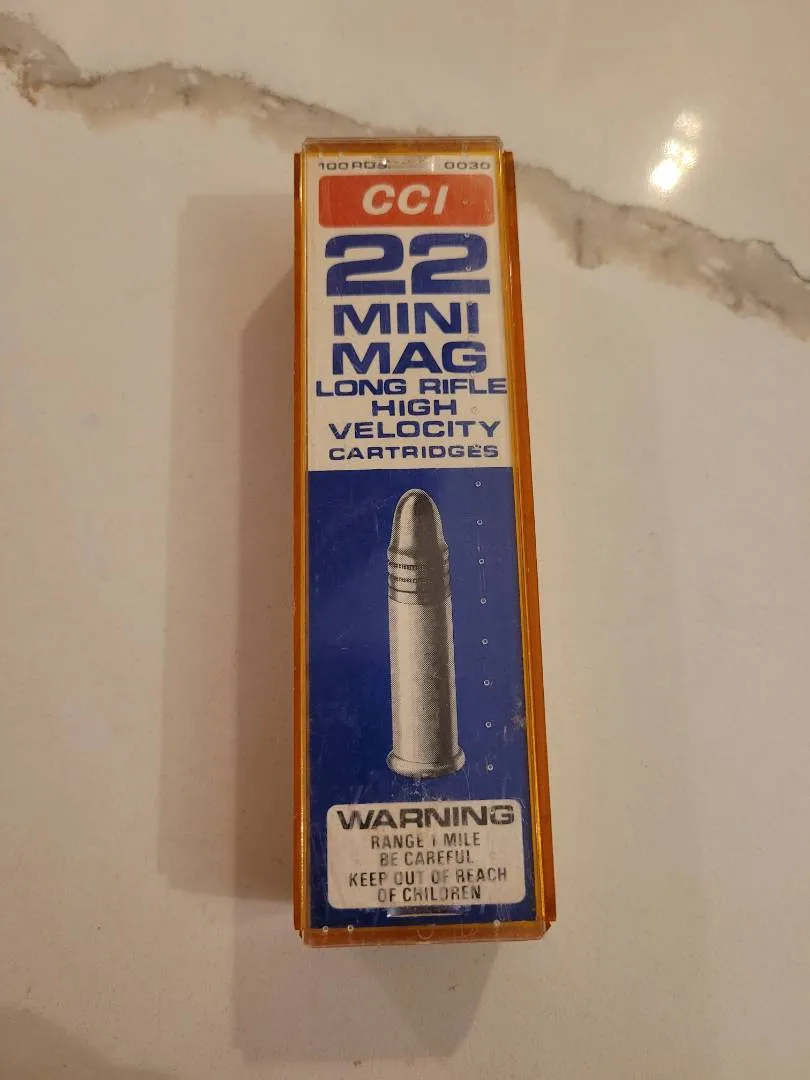 100 RDS 0030
CCI
22
MINI
MAG
LONG RIFLE
HIGH
VELOCITY
CARTRIDGES
WARNING
RANGE 1 MILE
BE CAREFUL
KEEP OUT OF REACH
OF CHILDREN